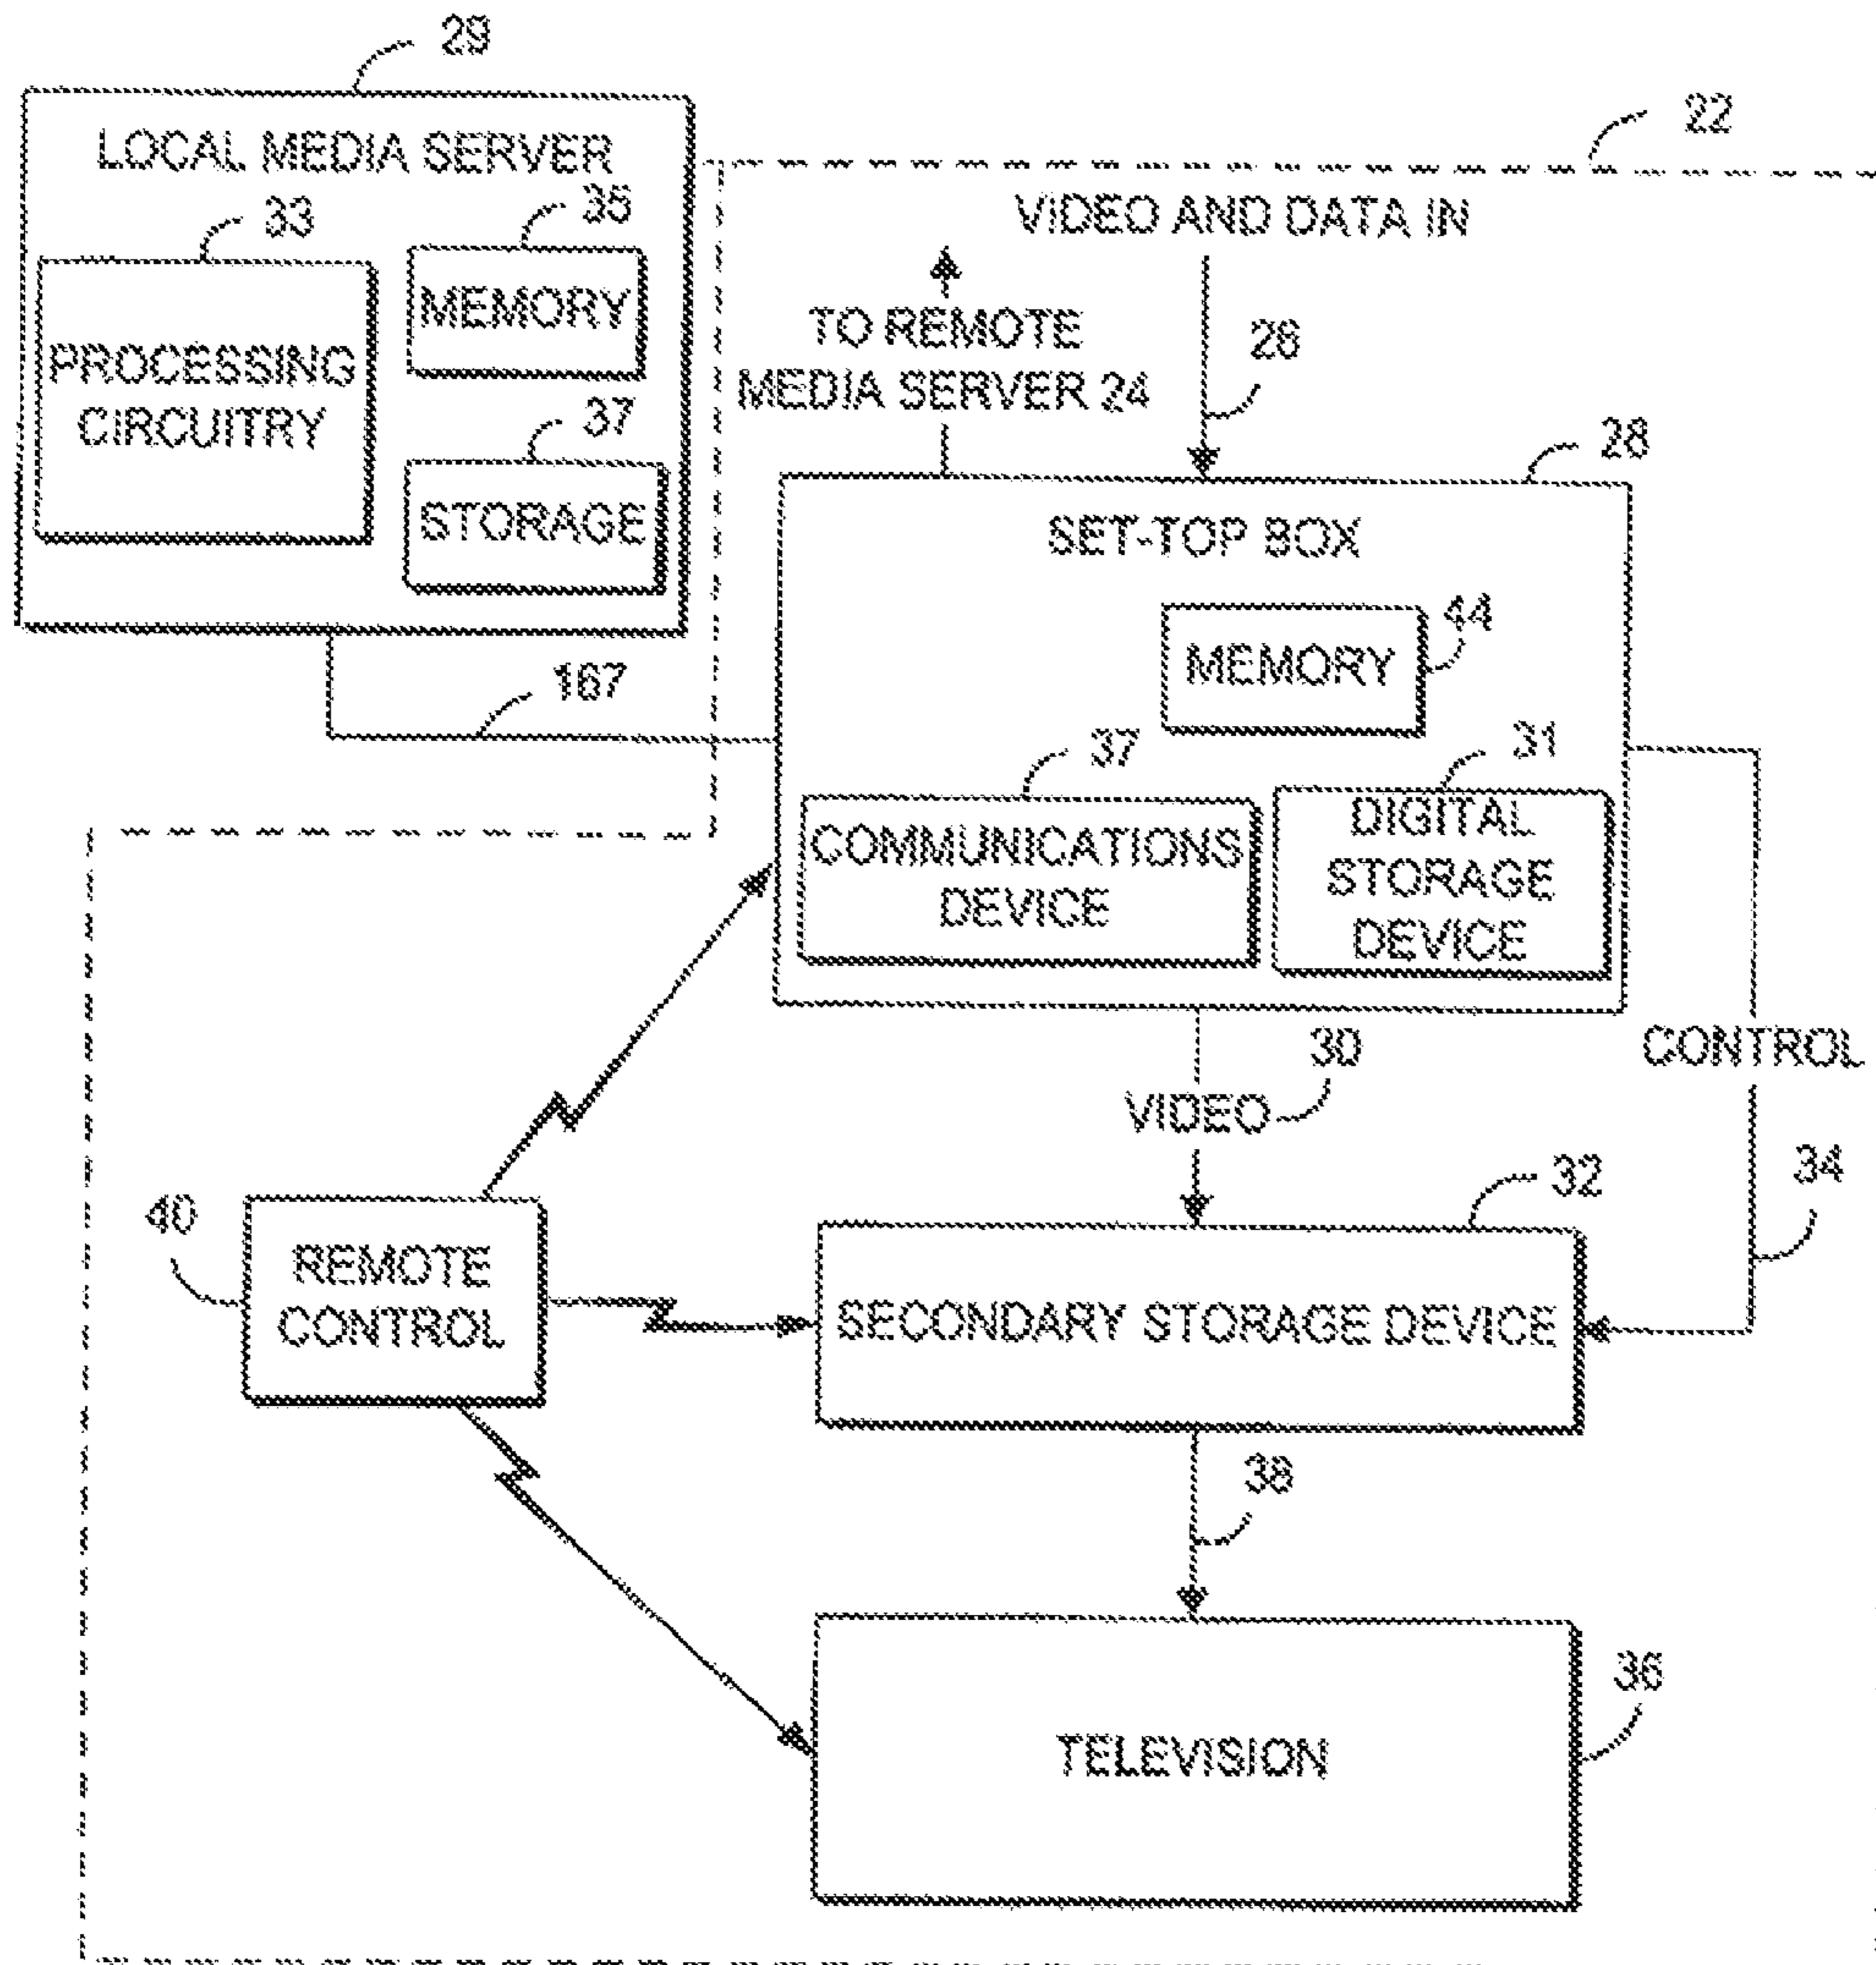 29
LOCAL MEDIA SERVER
22
33
35
VIDEO AND DATA IN
MEMORY
PROCESSING
CIRCUITRY
TO REMOTE
MEDIA SERVER 24
26
37
STORAGE
28
SET-TOP BOX
44
MEMORY
167
37
31
COMMUNICATIONS
DEVICE
DIGITAL
STORAGE
DEVICE
30
CONTROL
VIDEO
32
34
40
REMOTE
CONTROL
SECONDARY STORAGE DEVICE
38
36
TELEVISION